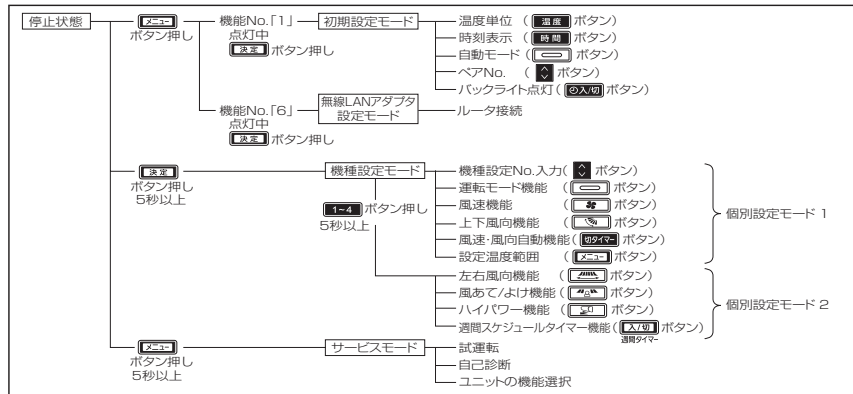 停止状態
メニュー
ボタン押し
機能No.「1」
点灯中
決定 ボタン押し
初期設定モード
温度単位 ( 温度 ボタン)
時刻表示 ( 時間 ボタン)
自動モード ( ボタン)
ペアNo. ( ボタン)
バックライト点灯 ( 入/切 ボタン)
機能No.「6」
点灯中
決定 ボタン押し
無線LANアダプタ
設定モード
ルータ接続
決定
ボタン押し
5秒以上
機種設定モード
1~4 ボタン押し
5秒以上
機種設定No.入力( ボタン)
運転モード機能 ( ボタン)
風速機能 ( ボタン)
上下風向機能 ( ボタン)
風速・風向自動機能( 切タイマー ボタン)
設定温度範囲 ( メニュー ボタン)
個別設定モード 1
左右風向機能 ( ボタン)
風あて/よけ機能 ( ボタン)
ハイパワー機能 ( ボタン)
週間スケジュールタイマー機能( 入/切 ボタン)
週間タイマー
個別設定モード 2
メニュー
ボタン押し
5秒以上
サービスモード
試運転
自己診断
ユニットの機能選択